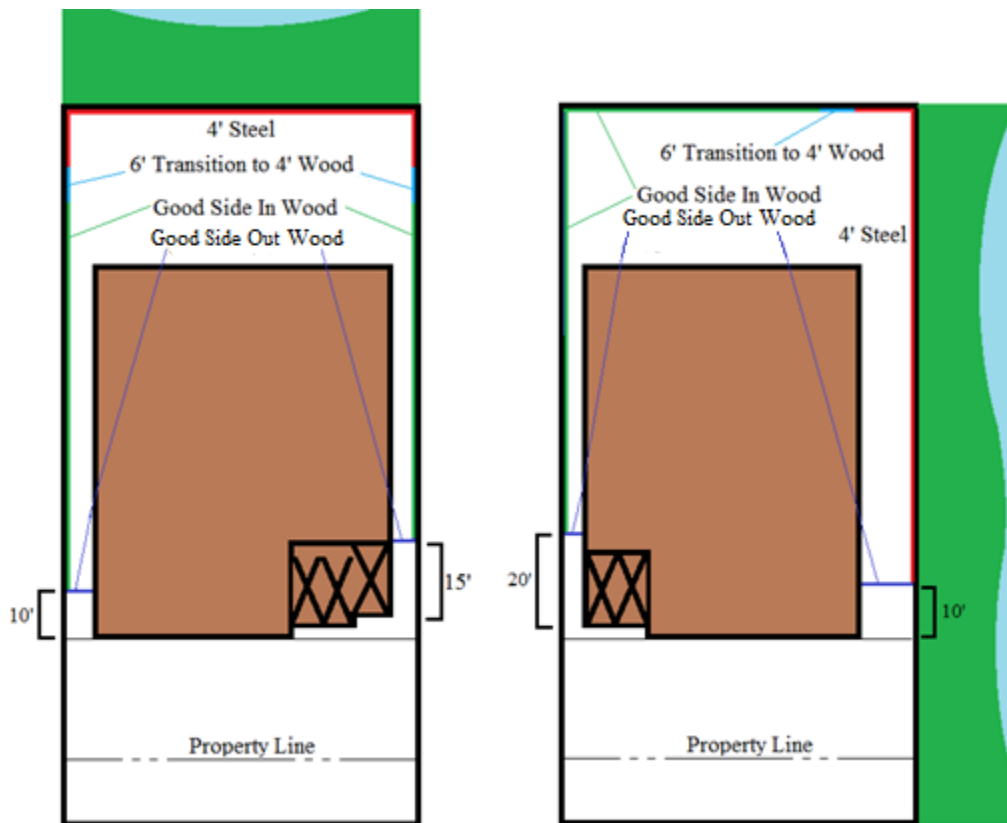 4' Steel
6' Transition to 4' Wood
Good Side In Wood
Good Side Out Wood
15'
10'
Property Line
6' Transition to 4' Wood
Good Side In Wood
Good Side Out Wood
4' Steel
20'
10'
Property Line